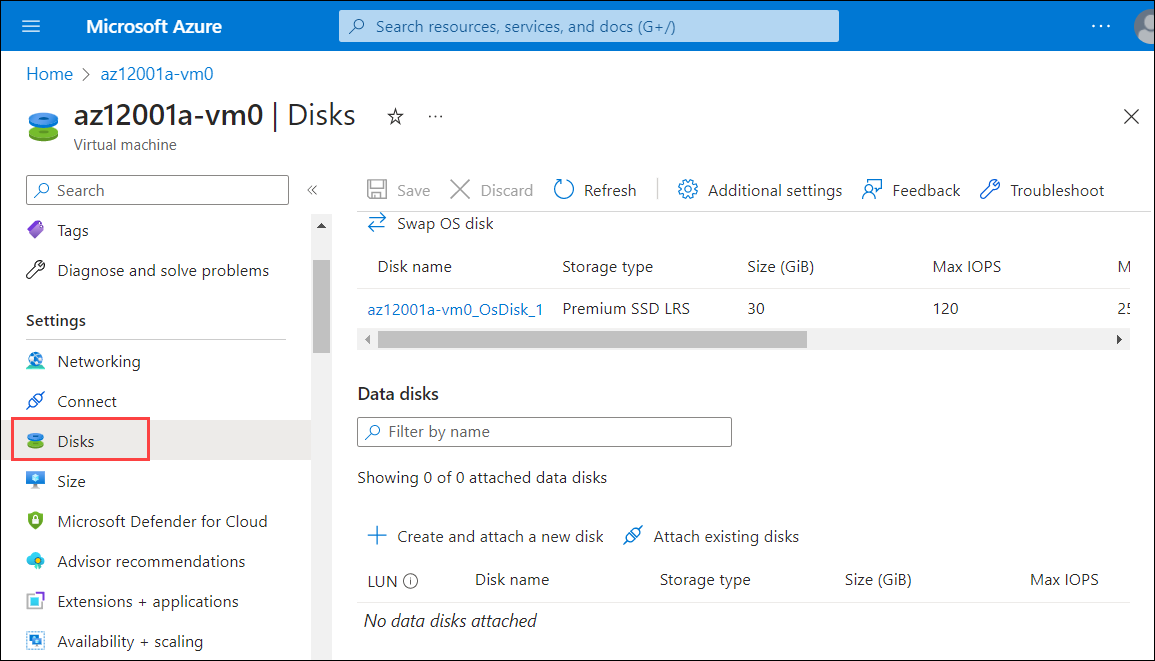 Microsoft Azure
Search resources, services, and docs (G+/)
Home > az12001a-vm0
az12001a-vm0 | Disks
Virtual machine
Search
Tags
Diagnose and solve problems
Settings
Networking
Connect
Disks
Size
Microsoft Defender for Cloud
Advisor recommendations
Extensions + applications
Availability + scaling
Save Discard Refresh Additional settings Feedback Troubleshoot
Swap OS disk
Disk name Storage type Size (GiB) Max IOPS M
az12001a-vm0_OsDisk_1 Premium SSD LRS 30 120 25
Data disks
Filter by name
Showing 0 of 0 attached data disks
Create and attach a new disk Attach existing disks
LUN Disk name Storage type Size (GiB) Max IOPS
No data disks attached